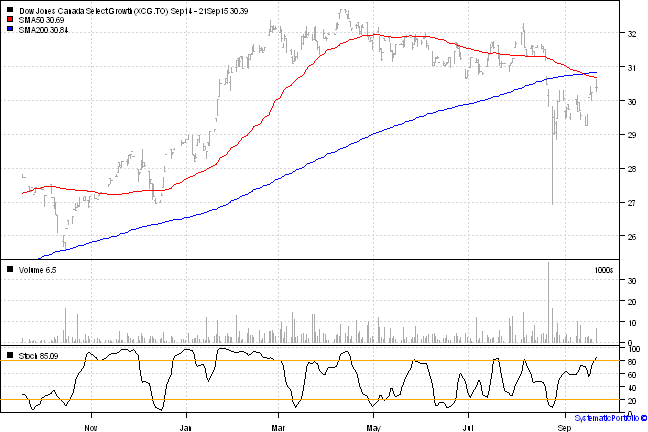 Dow Jones Canada Select Growth (XCG.TO) Sep14 - 21Sep15 30.39
SMA50 30.69
SMA200 30.84
32
31
30
29
28
27
26
Volume 6.5
1000s
30
20
10
0
Stoch 85.09
100
80
60
40
20
0
Nov
Jan
Mar
May
Jul
Sep
SystematicPortfolio ©